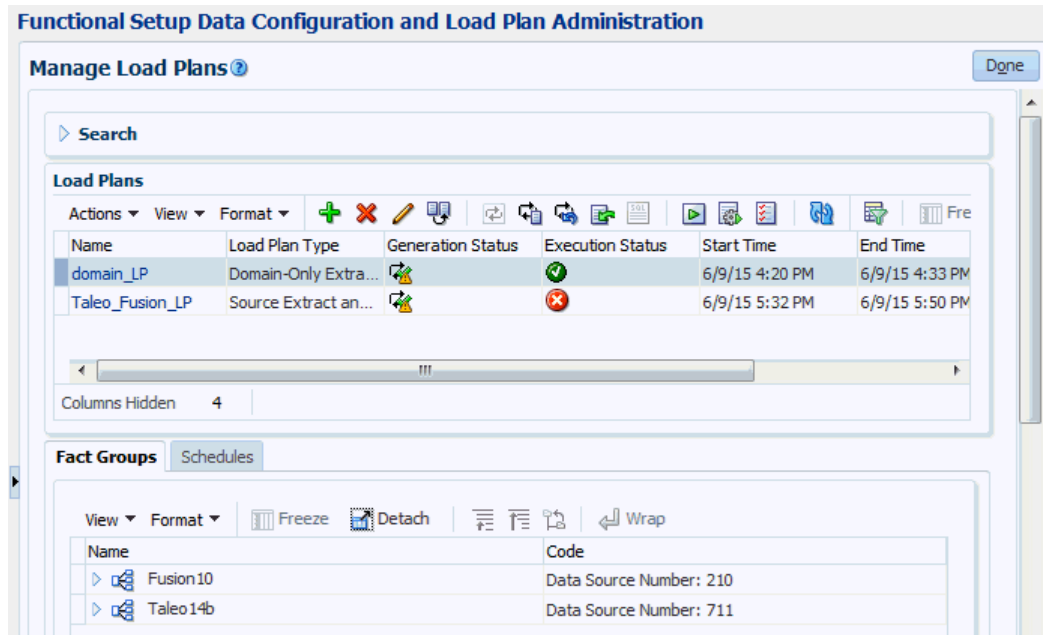 Functional Setup Data Configuration and Load Plan Administration
Manage Load Plans
Done
Search
Load Plans
Actions View Format SQL Fre
Name Load Plan Type Generation Status Execution Status Start Time End Time
domain_LP Domain-Only Extra... 6/9/15 4:20 PM 6/9/15 4:33 PM
Taleo_Fusion_LP Source Extract an... 6/9/15 5:32 PM 6/9/15 5:50 PM
Columns Hidden 4
Fact Groups Schedules
View Format Freeze Detach Wrap
Name Code
Fusion10 Data Source Number: 210
Taleo14b Data Source Number: 711